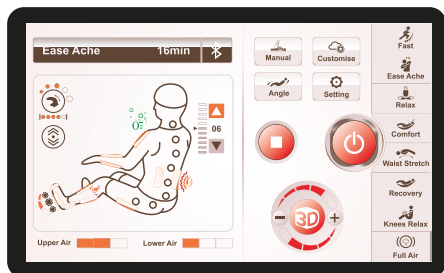 Ease Ache 16min
Manual
Customise
Angle
Setting
06
3D
Upper Air
Lower Air
Fast
Ease Ache
Relax
Comfort
Waist Stretch
Recovery
Knees Relax
Full Air